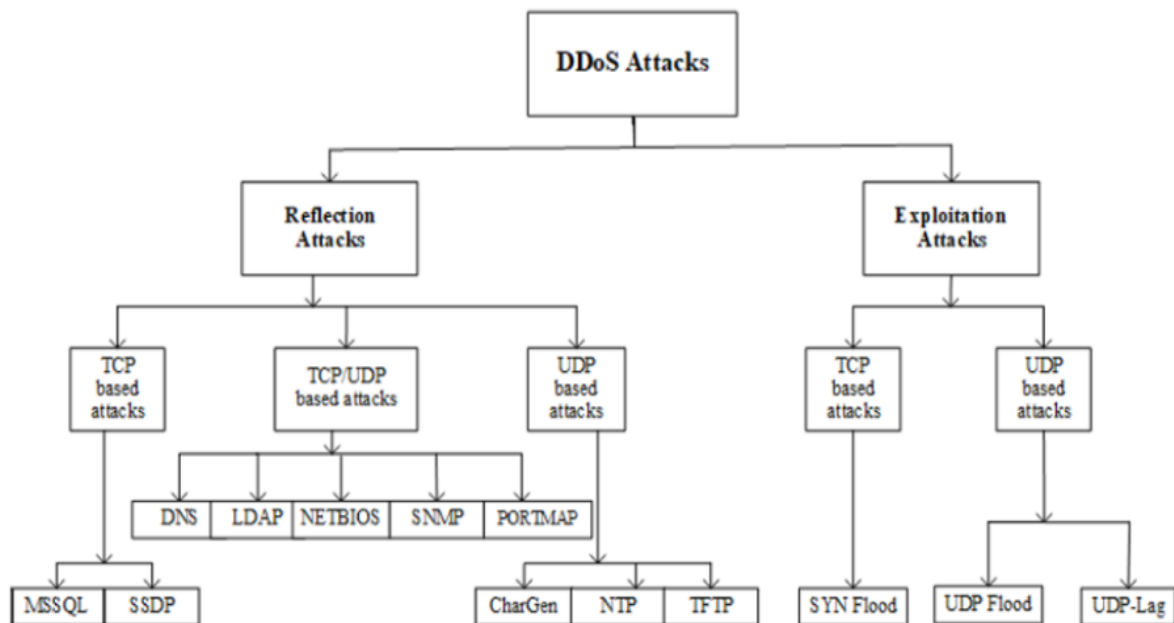 DDoS Attacks
Reflection
Attacks
Exploitation
Attacks
TCP
based
attacks
TCP/UDP
based attacks
UDP
based
attacks
TCP
based
attacks
UDP
based
attacks
DNS
LDAP
NETBIOS
SNMP
PORTMAP
MSSQL
SSDP
CharGen
NTP
TFTP
SYN Flood
UDP Flood
UDP-Lag